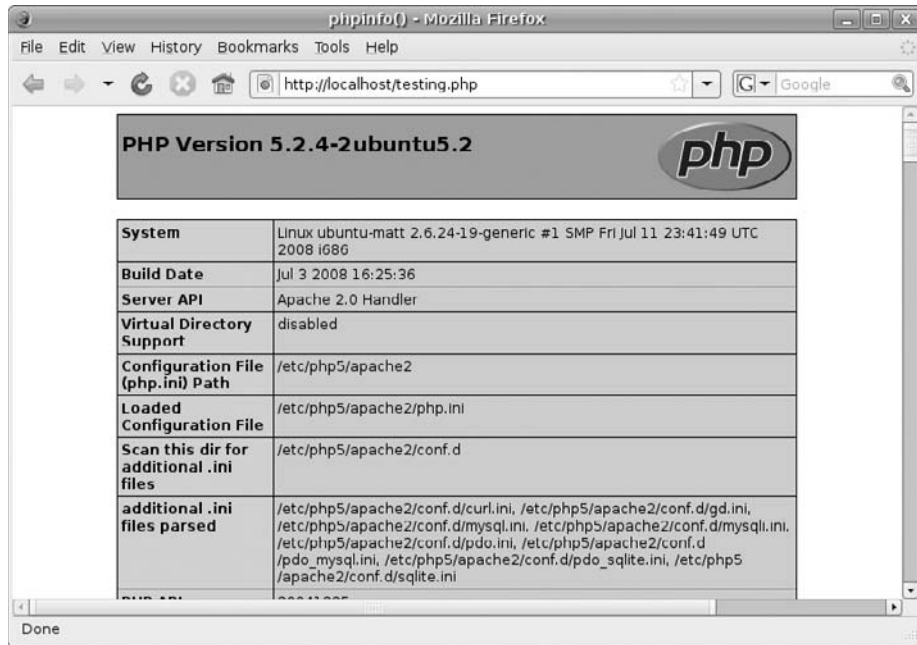 phpinfo() - Mozilla Firefox
File Edit View History Bookmarks Tools Help
http://localhost/testing.php
G Google
PHP Version 5.2.4-2ubuntu5.2
php
System
Linux ubuntu-matt 2.6.24-19-generic #1 SMP Fri Jul 11 23:41:49 UTC
2008 i686
Build Date
Jul 3 2008 16:25:36
Server API
Apache 2.0 Handler
Virtual Directory
Support
disabled
Configuration File
(php.ini) Path
/etc/php5/apache2
Loaded
Configuration File
/etc/php5/apache2/php.ini
Scan this dir for
additional .ini
files
/etc/php5/apache2/conf.d
additional .ini
files parsed
/etc/php5/apache2/conf.d/curl.ini, /etc/php5/apache2/conf.d/gd.ini,
/etc/php5/apache2/conf.d/mysql.ini, /etc/php5/apache2/conf.d/mysqli.ini,
/etc/php5/apache2/conf.d/pdo.ini, /etc/php5/apache2/conf.d
/pdo_mysql.ini, /etc/php5/apache2/conf.d/pdo_sqlite.ini, /etc/php5
/apache2/conf.d/sqlite.ini
Done